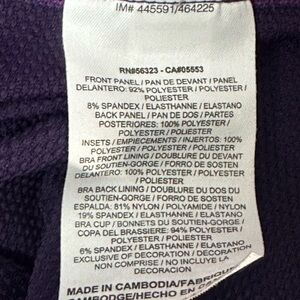 IM# 445591/464225
RN#56323 - CA#05553
FRONT PANEL / PAN DE DEVANT / PANEL
DELANTERO: 92% POLYESTER / POLYESTER /
POLIESTER
8% SPANDEX / ELASTHANNE / ELASTANO
BACK PANEL / PAN DE DOS / PARTES
POSTERIORES: 100% POLYESTER /
POLYESTER / POLIESTER
INSETS / EMPIECEMENTS / INJERTOS: 100%
POLYESTER / POLYESTER / POLIESTER
BRA FRONT LINING / DOUBLURE DU DEVANT
DU SOUTIEN-GORGE / FORRO DE SOSTEN
DELANTERO: 100% POLYESTER / POLYESTER
/ POLIESTER
BRA BACK LINING / DOUBLURE DU DOS
DU SOUTIEN-GORGE / FORRO DE SOSTEN
ESPALDA: 81% NYLON / POLYAMIDE / NYLON
19% SPANDEX / ELASTHANNE / ELASTANO
BRA CUP / BONNETS DU SOUTIEN-GORGE /
COPA DEL BRASSIERE: 94% POLYESTER /
POLYESTER / POLIESTER
6% SPANDEX / ELASTHANNE / ELASTANO
EXCLUSIVE OF DECORATION / DECORATION
NON COMPRISE / NO INCLUYE LA
DECORACION
MADE IN CAMBODIA/FABRIQU
CAMBODGE/HECHO EN